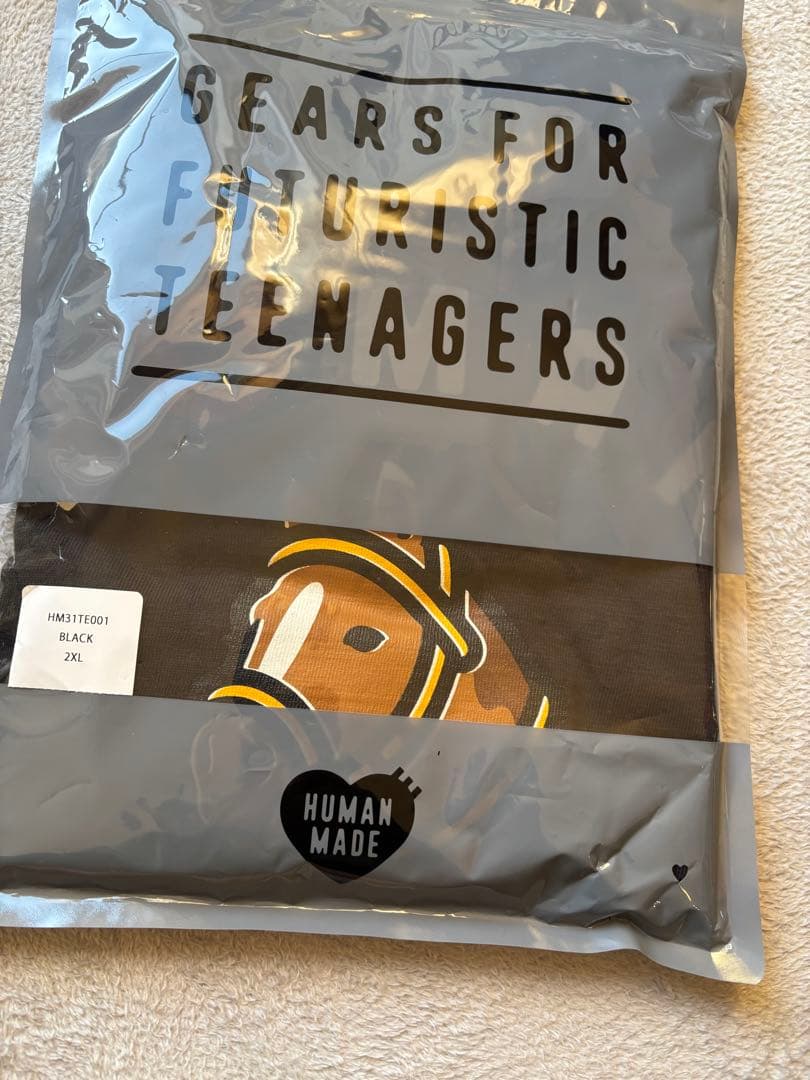 GEARS FOR
FUTURISTIC
TEENAGERS
HM31TE001
BLACK
2XL
HUMAN
MADE